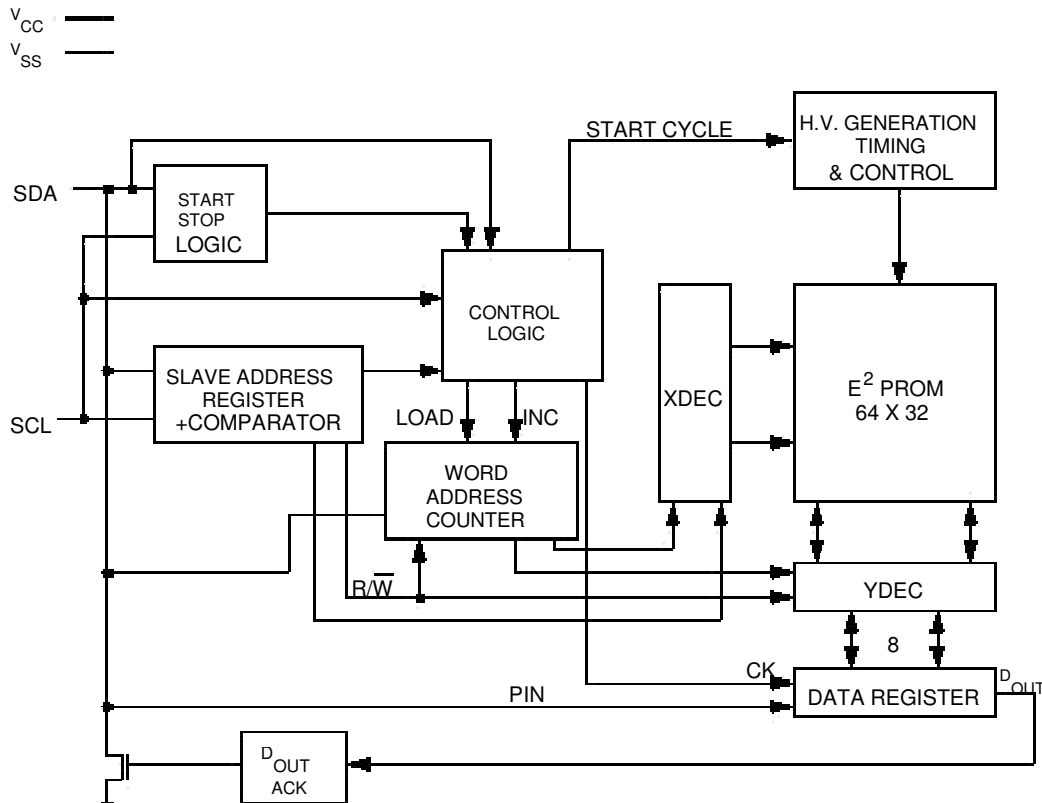 VCC
VSS
START CYCLE
H.V. GENERATION
TIMING
& CONTROL
SDA
START
STOP
LOGIC
CONTROL
LOGIC
SLAVE ADDRESS
REGISTER
+COMPARATOR
SCL
LOAD
INC
XDEC
E² PROM
64 X 32
WORD
ADDRESS
COUNTER
R/W̅
YDEC
8
CK
PIN
DATA REGISTER
DOUT
DOUT
ACK